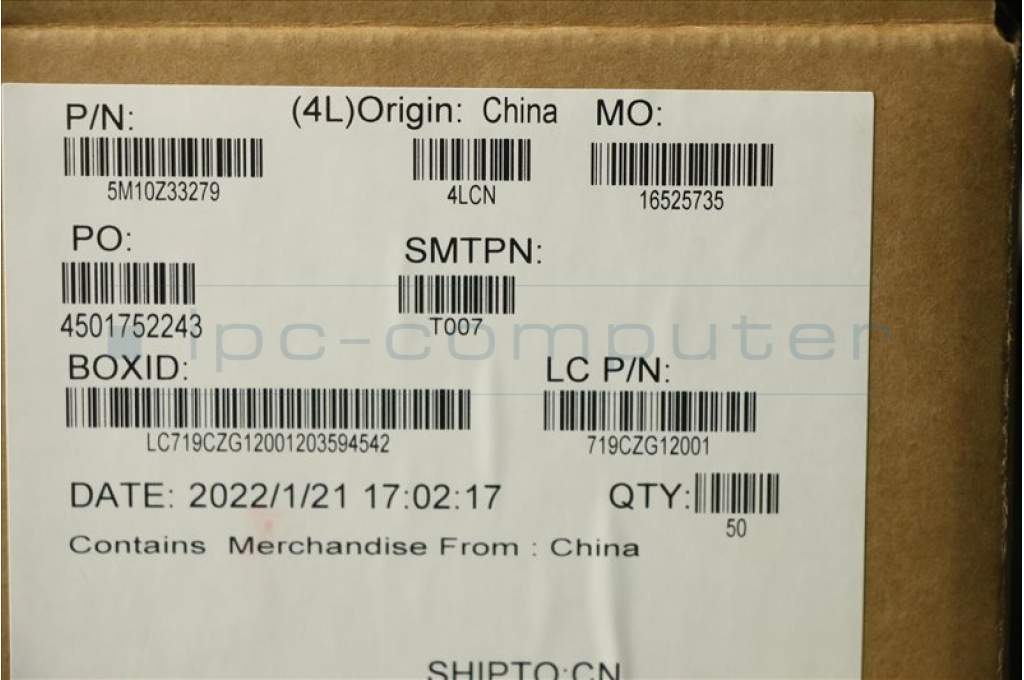 P/N: (4L)Origin: China MO:
5M10Z33279 4LCN 16525735
PO: SMTPN:
4501752243 T007
ipc-computer
BOXID: LC P/N:
LC719CZG12001203594542 719CZG12001
DATE: 2022/1/21 17:02:17 QTY:
50
Contains Merchandise From : China
SHIPTO:CN